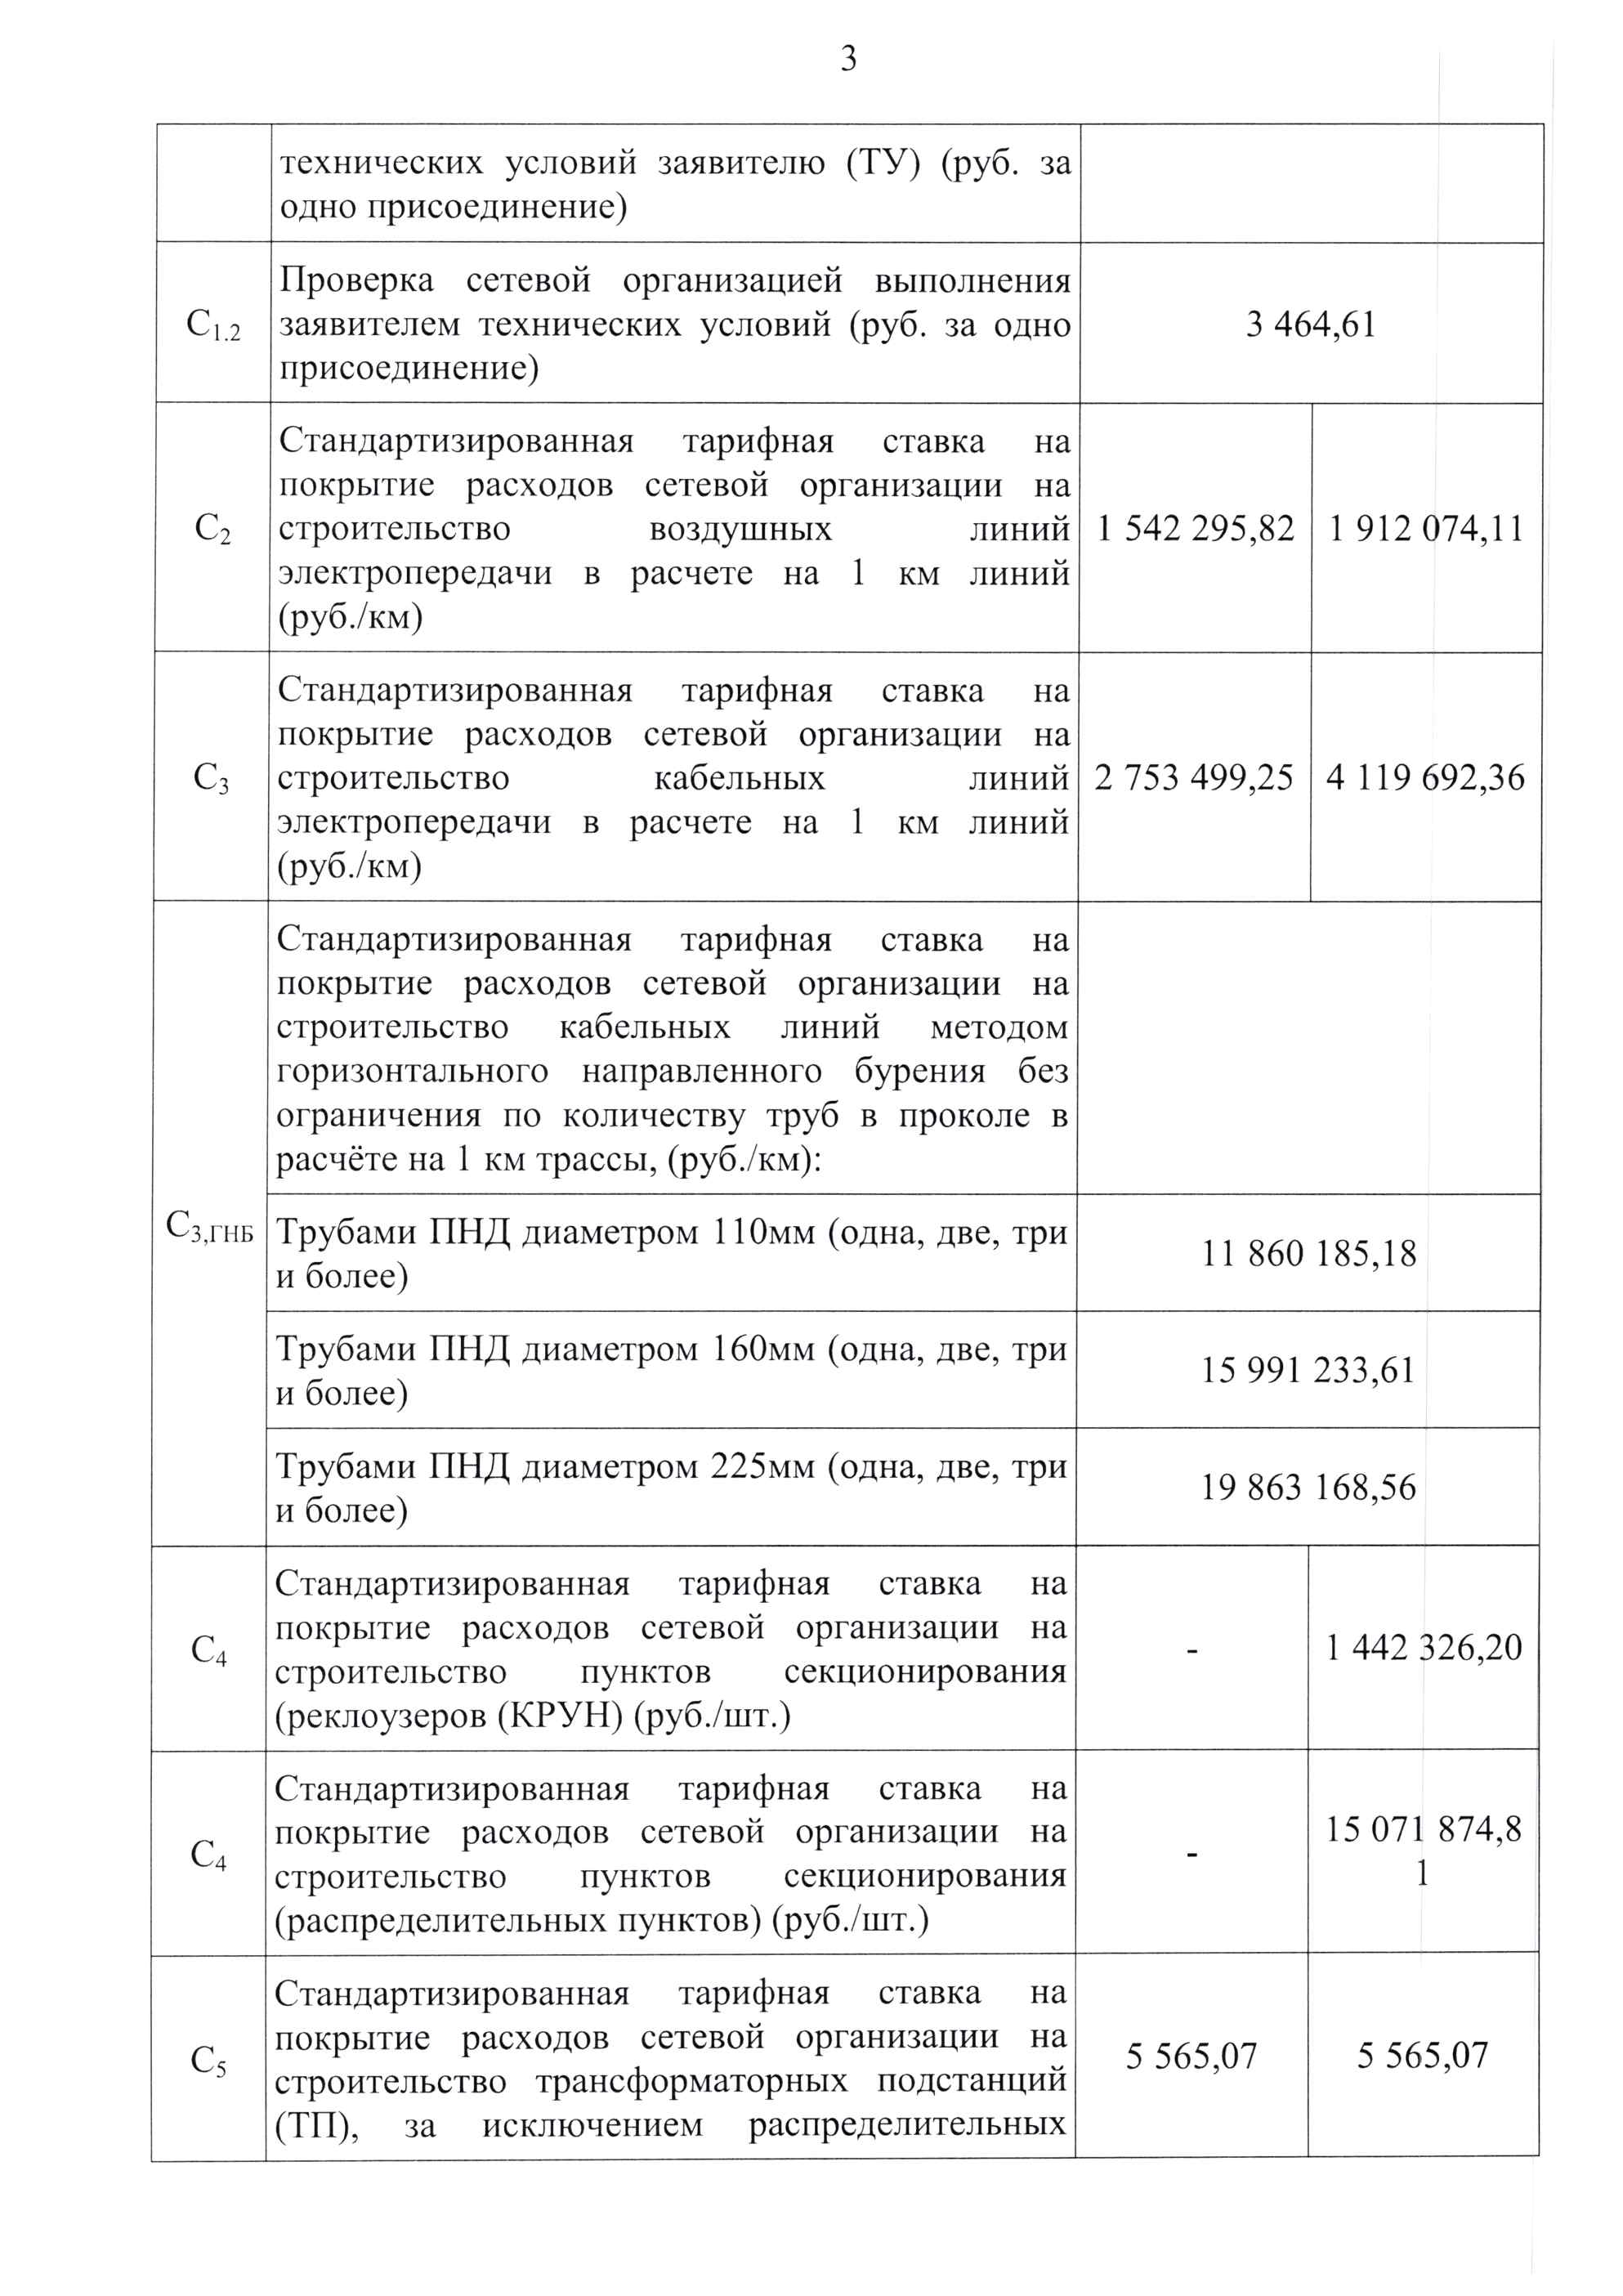 3
технических условий заявителю (ТУ) (руб. за
одно присоединение)
С1.2
Проверка сетевой организацией выполнения
заявителем технических условий (руб. за одно
присоединение)
3 464,61
С2
Стандартизированная тарифная ставка на
покрытие расходов сетевой организации на
строительство воздушных линий
электропередачи в расчете на 1 км линий
(руб./км)
1 542 295,82
1 912 074,11
С3
Стандартизированная тарифная ставка на
покрытие расходов сетевой организации на
строительство кабельных линий
электропередачи в расчете на 1 км линий
(руб./км)
2 753 499,25
4 119 692,36
С3,ГНБ
Стандартизированная тарифная ставка на
покрытие расходов сетевой организации на
строительство кабельных линий методом
горизонтального направленного бурения без
ограничения по количеству труб в проколе в
расчёте на 1 км трассы, (руб./км):
Трубами ПНД диаметром 110мм (одна, две, три
и более)
11 860 185,18
Трубами ПНД диаметром 160мм (одна, две, три
и более)
15 991 233,61
Трубами ПНД диаметром 225мм (одна, две, три
и более)
19 863 168,56
С4
Стандартизированная тарифная ставка на
покрытие расходов сетевой организации на
строительство пунктов секционирования
(реклоузеров (КРУН) (руб./шт.)
-
1 442 326,20
С4
Стандартизированная тарифная ставка на
покрытие расходов сетевой организации на
строительство пунктов секционирования
(распределительных пунктов) (руб./шт.)
-
15 071 874,8
1
С5
Стандартизированная тарифная ставка на
покрытие расходов сетевой организации на
строительство трансформаторных подстанций
(ТП), за исключением распределительных
5 565,07
5 565,07